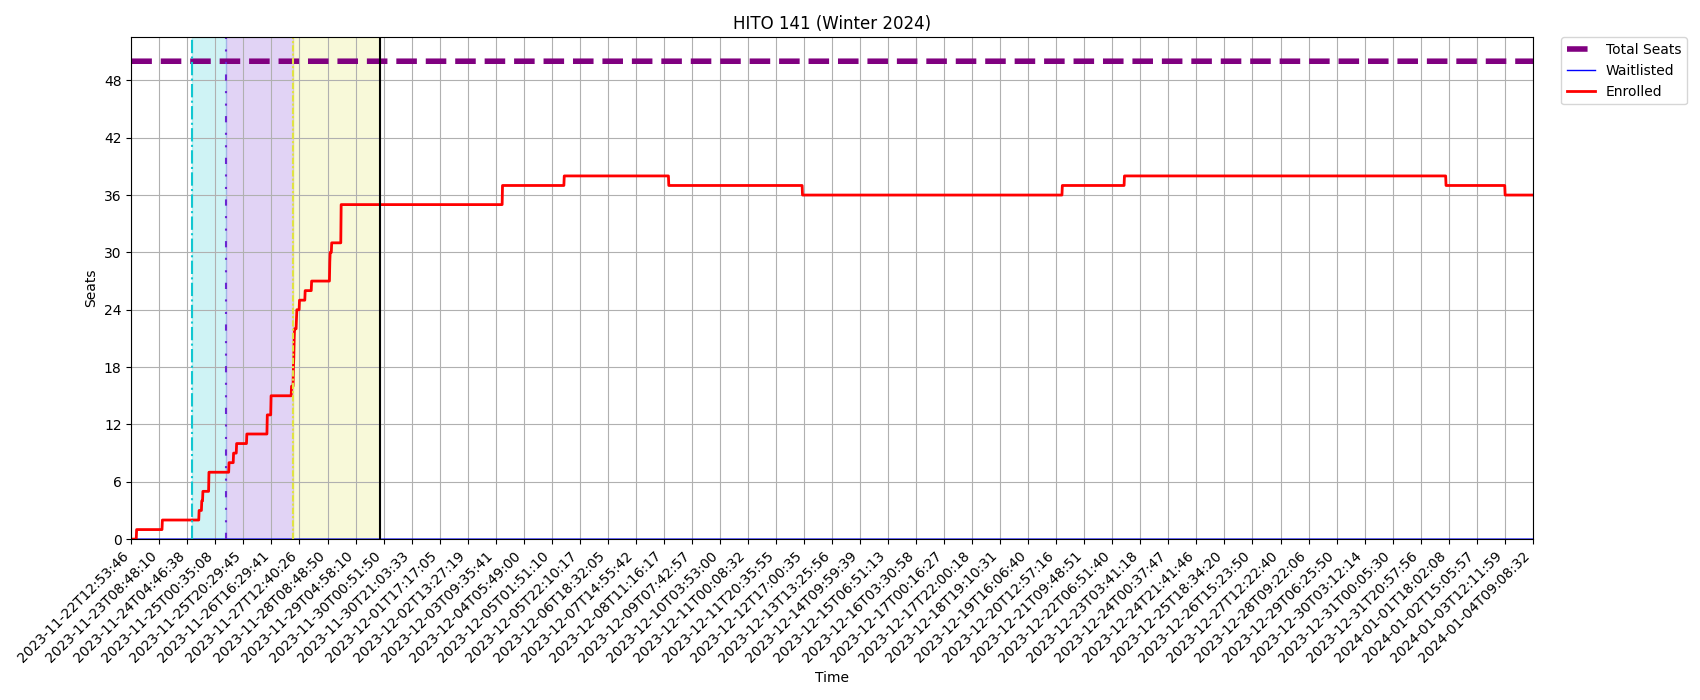 HITO 141 (Winter 2024)
Total Seats
Waitlisted
Enrolled
Seats
48
42
36
30
24
18
12
6
0
2023-11-22T12:53:46
2023-11-23T08:48:10
2023-11-24T04:46:38
2023-11-25T00:35:08
2023-11-25T20:29:45
2023-11-26T16:29:41
2023-11-27T12:40:26
2023-11-28T08:48:50
2023-11-29T04:58:10
2023-11-30T00:51:50
2023-11-30T21:03:33
2023-12-01T17:17:05
2023-12-02T13:27:19
2023-12-03T09:35:41
2023-12-04T05:49:00
2023-12-05T01:51:10
2023-12-05T22:10:17
2023-12-06T18:32:05
2023-12-07T14:55:42
2023-12-08T11:16:17
2023-12-09T07:42:57
2023-12-10T03:53:00
2023-12-11T00:08:32
2023-12-11T20:35:55
2023-12-12T17:00:35
2023-12-13T13:25:56
2023-12-14T09:59:39
2023-12-15T06:51:13
2023-12-16T03:30:58
2023-12-17T00:16:27
2023-12-17T22:00:18
2023-12-18T19:10:31
2023-12-19T16:06:40
2023-12-20T12:57:16
2023-12-21T09:48:51
2023-12-22T06:51:40
2023-12-23T03:41:18
2023-12-24T00:37:47
2023-12-24T21:41:46
2023-12-25T18:34:20
2023-12-26T15:23:50
2023-12-27T12:22:40
2023-12-28T09:22:06
2023-12-29T06:25:50
2023-12-30T03:12:14
2023-12-31T00:05:30
2023-12-31T20:57:56
2024-01-01T18:02:08
2024-01-02T15:05:57
2024-01-03T12:11:59
2024-01-04T09:08:32
Time